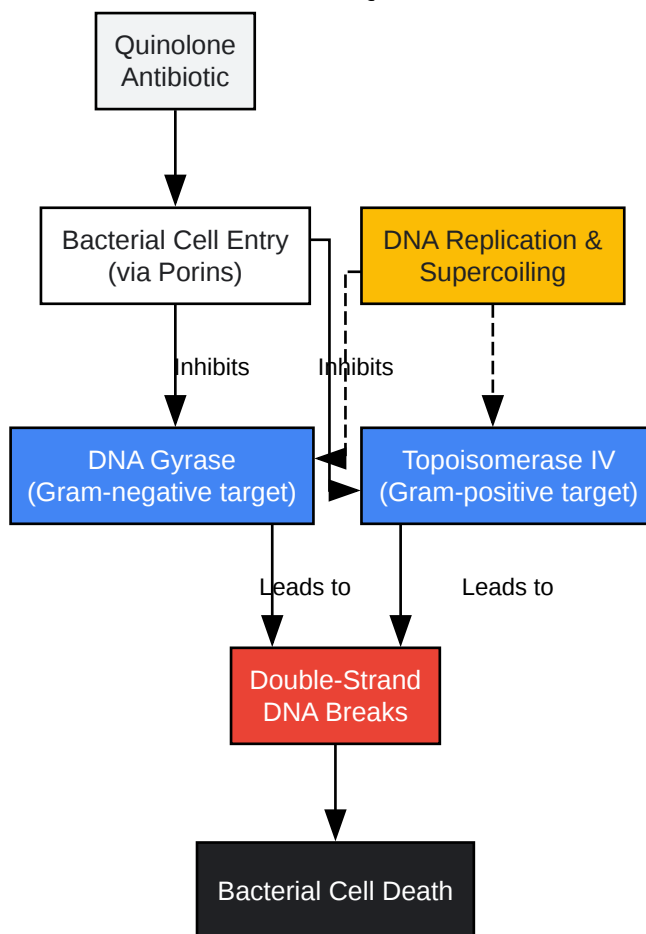 Quinolone
Antibiotic
Bacterial Cell Entry
(via Porins)
DNA Replication &
Supercoiling
Inhibits
Inhibits
DNA Gyrase
(Gram-negative target)
Topoisomerase IV
(Gram-positive target)
Leads to
Leads to
Double-Strand
DNA Breaks
Bacterial Cell Death